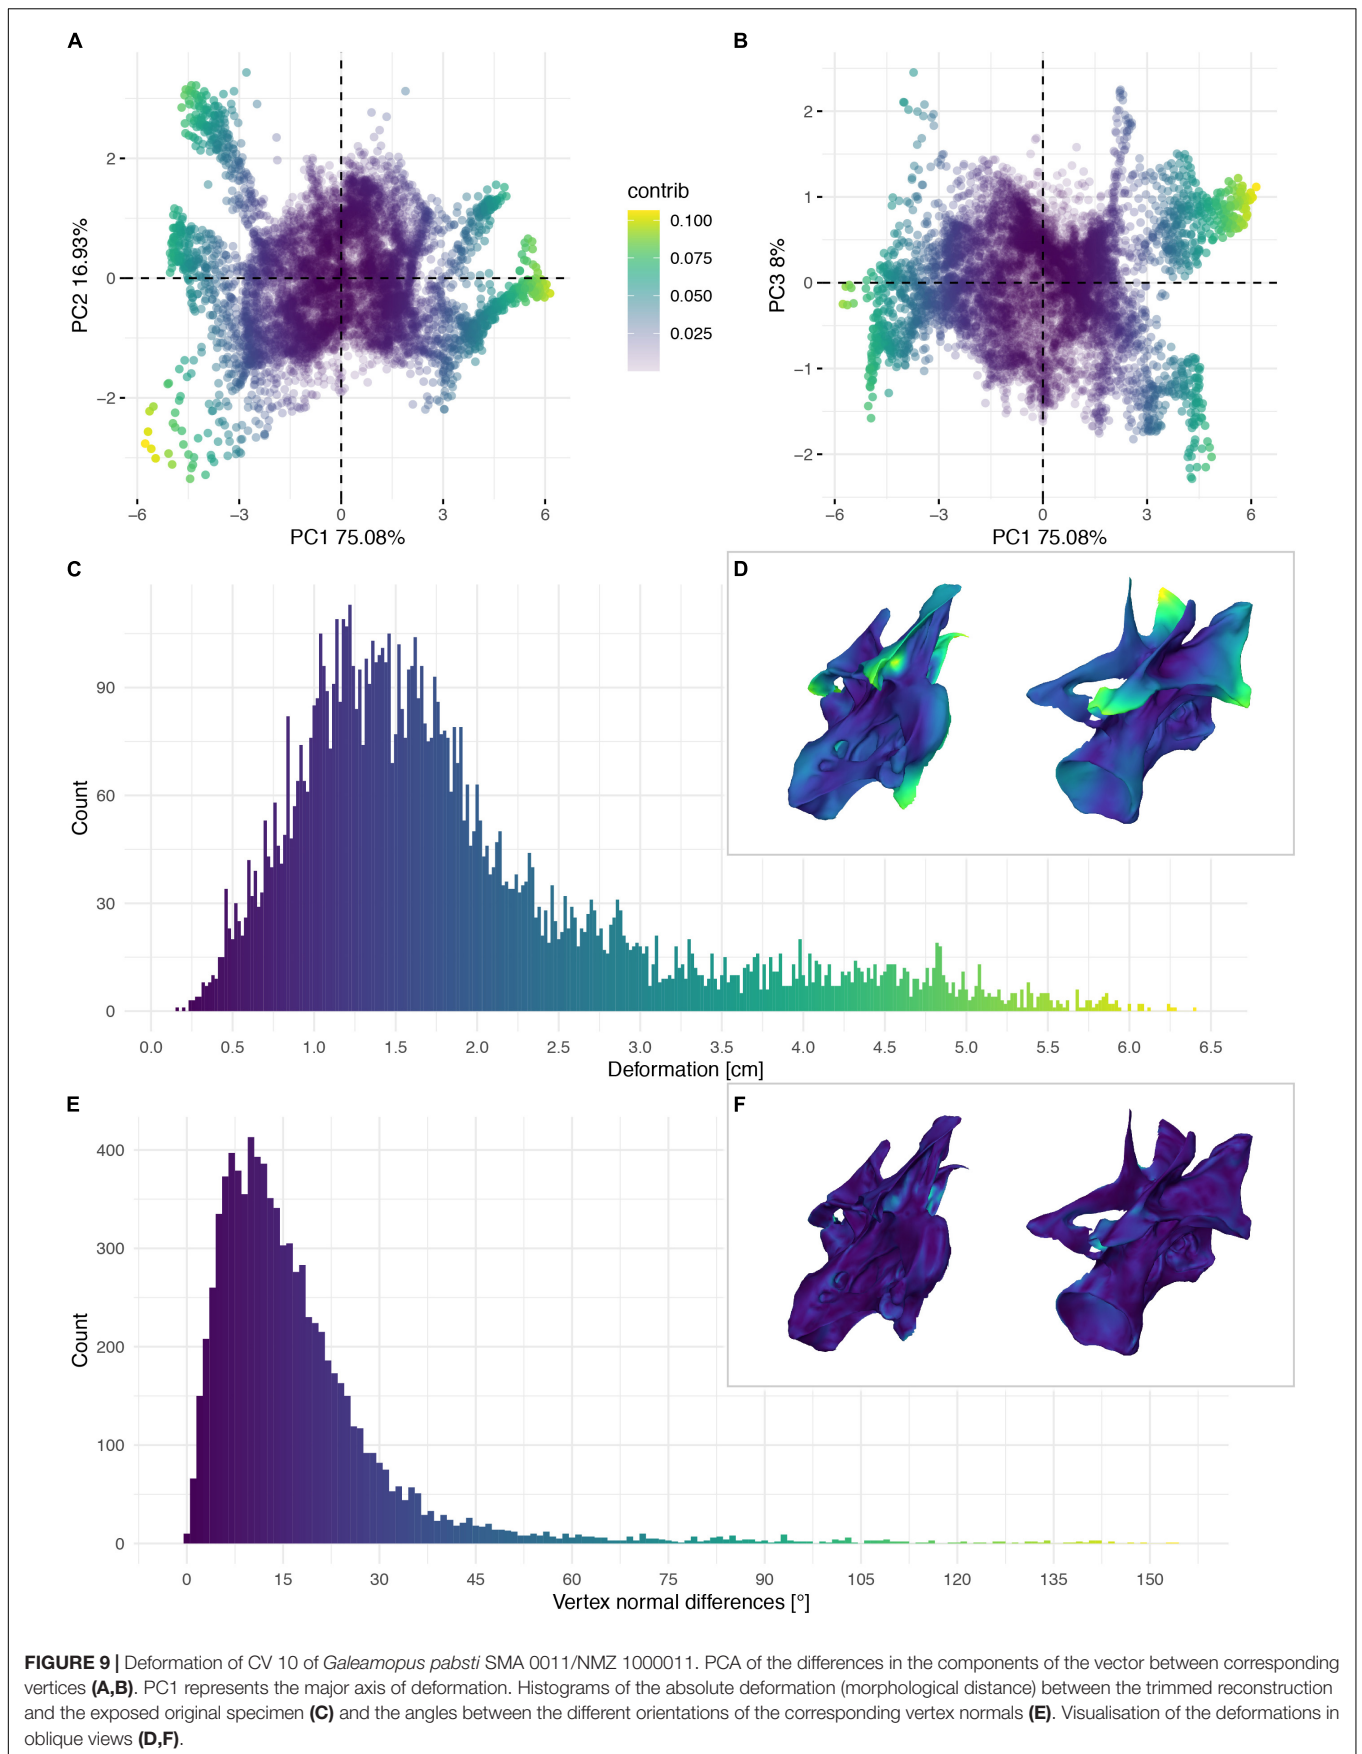 A
B
2
0
−2
PC2 16.93%
−6
−3
0
3
6
PC1 75.08%
contrib
0.100
0.075
0.050
0.025
2
1
0
−1
−2
PC3 8%
−6
−3
0
3
6
PC1 75.08%
C
D
90
60
30
0
Count
0.0
0.5
1.0
1.5
2.0
2.5
3.0
3.5
4.0
4.5
5.0
5.5
6.0
6.5
Deformation [cm]
E
F
400
300
200
100
0
Count
0
15
30
45
60
75
90
105
120
135
150
Vertex normal differences [°]
FIGURE 9 | Deformation of CV 10 of Galeamopus pabsti SMA 0011/NMZ 1000011. PCA of the differences in the components of the vector between corresponding
vertices (A,B). PC1 represents the major axis of deformation. Histograms of the absolute deformation (morphological distance) between the trimmed reconstruction
and the exposed original specimen (C) and the angles between the different orientations of the corresponding vertex normals (E). Visualisation of the deformations in
oblique views (D,F).